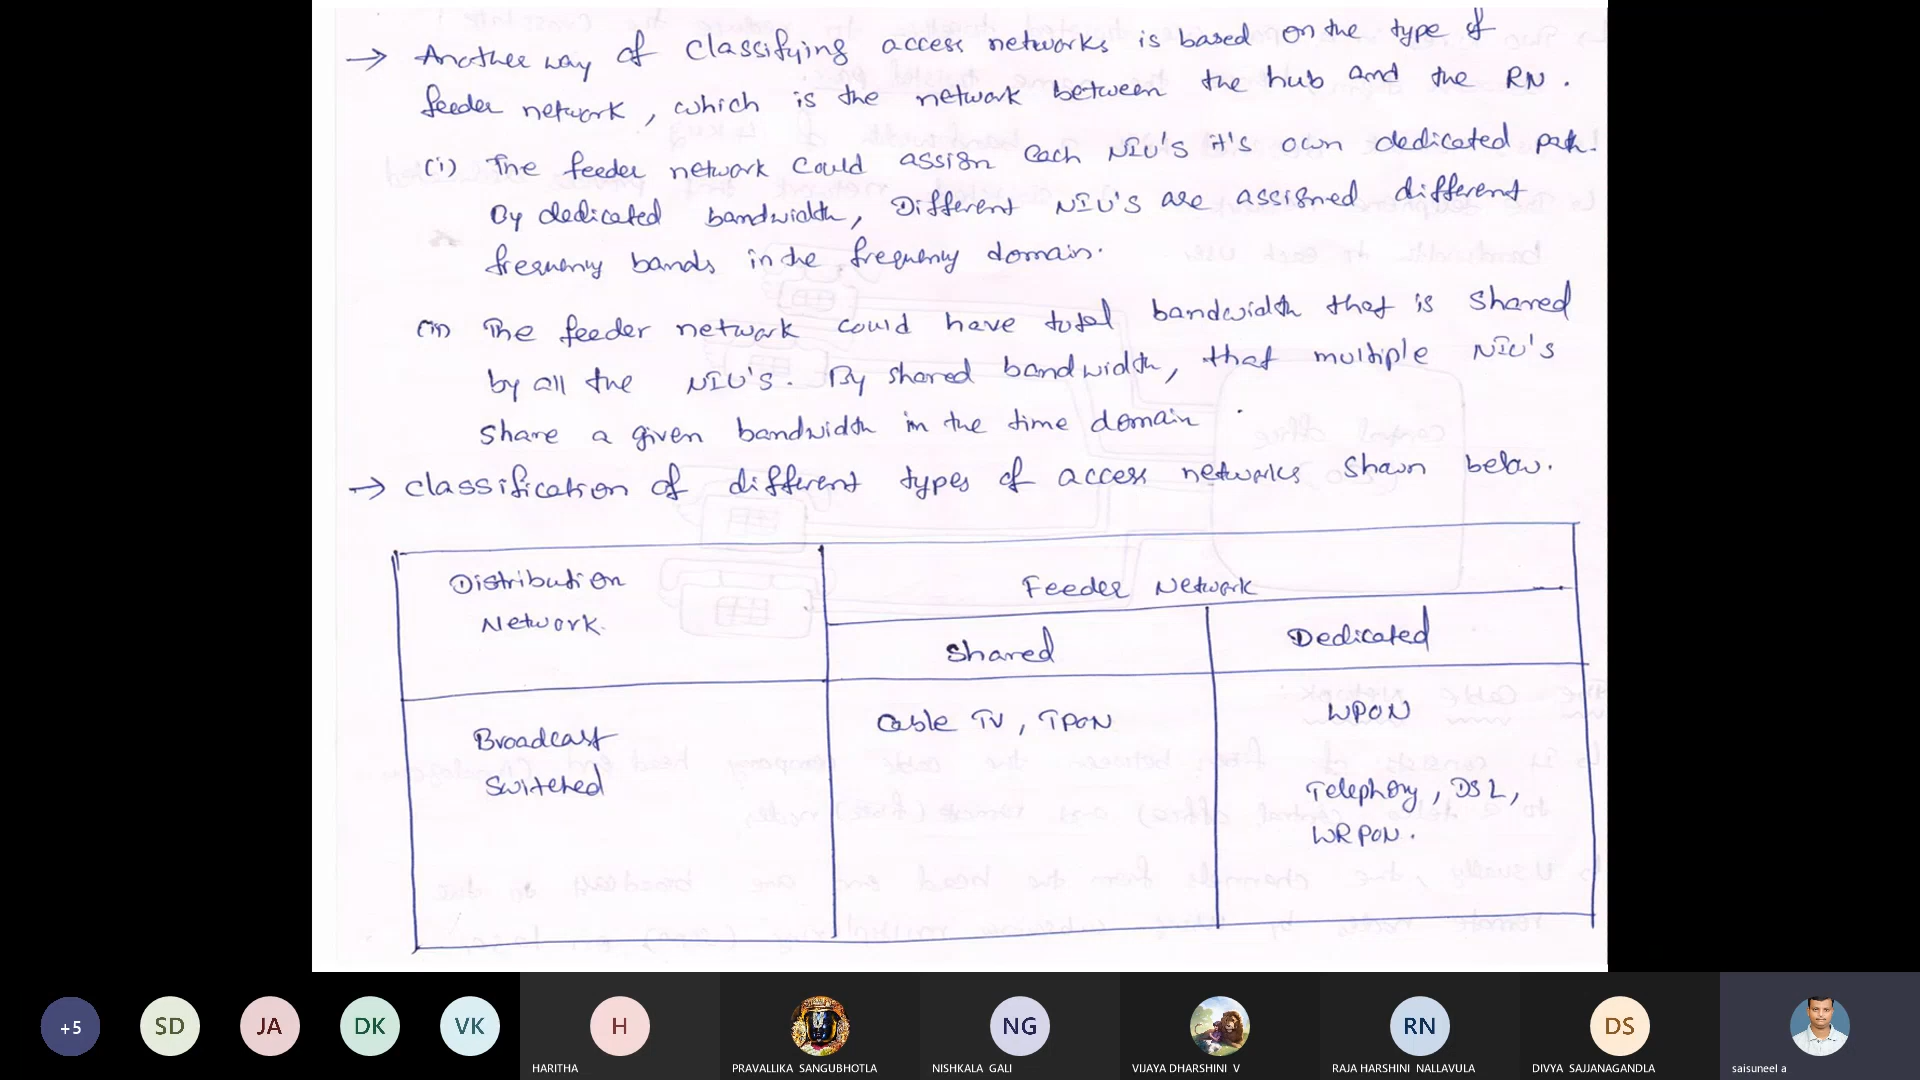 → Another way of classifying access networks is based on the type of
feeder network, which is the network between the hub and the RN.
(i) The feeder network could assign each NIU's it's own dedicated path.
By dedicated bandwidth, Different NIU's are assigned different
frequency bands in the frequency domain.
(ii) The feeder network could have total bandwidth that is shared
by all the NIU's. By shared bandwidth, that multiple NIU's
share a given bandwidth in the time domain.
→ classification of different types of access networks shown below.
Distribution
Network.
Feeder Network
Shared
Dedicated
Broadcast
Switched
Cable TV, TPON
WPON
Telephony, DSL,
WRPON.
+5
SD
JA
DK
VK
H
HARITHA
PRAVALLIKA SANGUBHOTLA
NG
NISHKALA GALI
VIJAYA DHARSHINI V
RN
RAJA HARSHINI NALLAVULA
DS
DIVYA SAJJANAGANDLA
saisuneel a